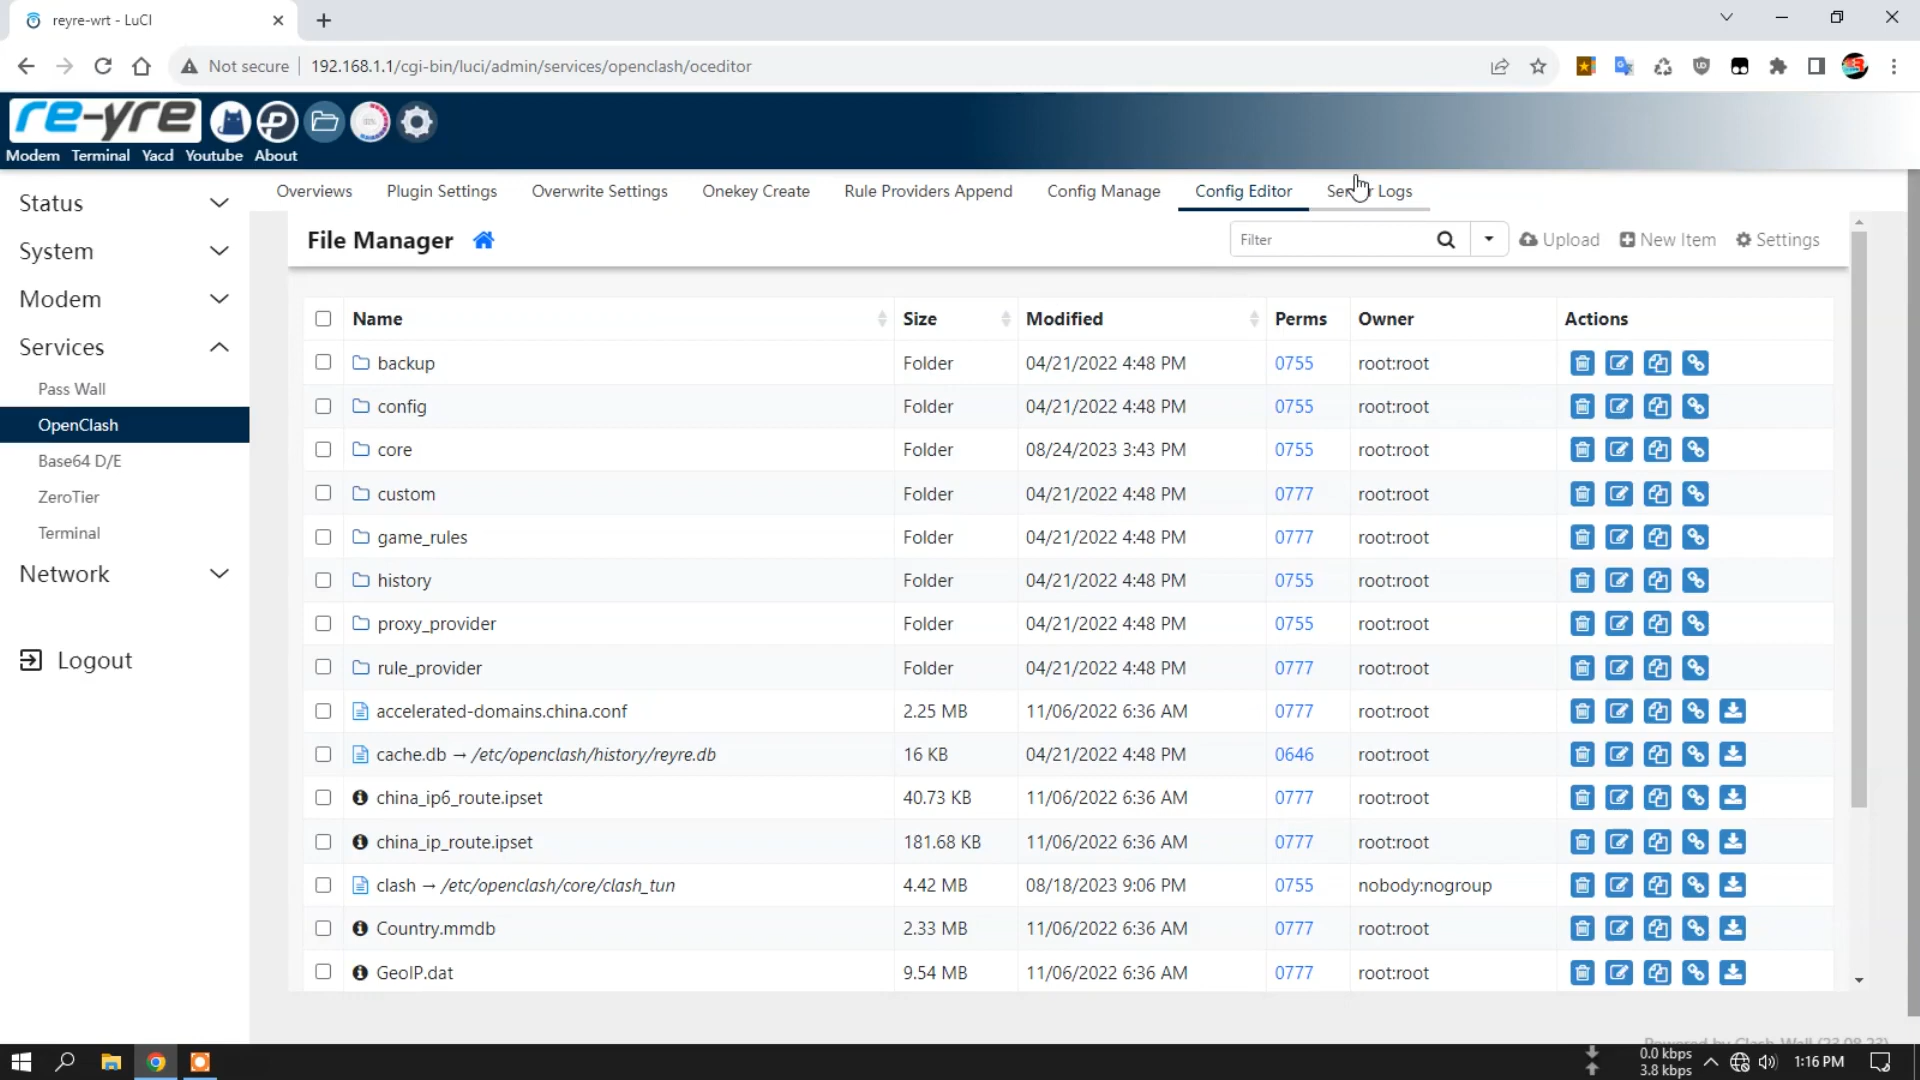 reyre-wrt - LuCI
Not secure
192.168.1.1/cgi-bin/luci/admin/services/openclash/oceditor
re-yre
Modem Terminal Yacd Youtube About
Status
System
Modem
Services
Pass Wall
OpenClash
Base64 D/E
ZeroTier
Terminal
Network
Logout
Overviews Plugin Settings Overwrite Settings Onekey Create Rule Providers Append Config Manage Config Editor Logs
File Manager
Filter
Upload New Item Settings
Name Size Modified Perms Owner Actions
backup Folder 04/21/2022 4:48 PM 0755 root:root
config Folder 04/21/2022 4:48 PM 0755 root:root
core Folder 08/24/2023 3:43 PM 0755 root:root
custom Folder 04/21/2022 4:48 PM 0777 root:root
game_rules Folder 04/21/2022 4:48 PM 0777 root:root
history Folder 04/21/2022 4:48 PM 0755 root:root
proxy_provider Folder 04/21/2022 4:48 PM 0755 root:root
rule_provider Folder 04/21/2022 4:48 PM 0777 root:root
accelerated-domains.china.conf 2.25 MB 11/06/2022 6:36 AM 0777 root:root
cache.db → /etc/openclash/history/reyre.db 16 KB 04/21/2022 4:48 PM 0646 root:root
china_ip6_route.ipset 40.73 KB 11/06/2022 6:36 AM 0777 root:root
china_ip_route.ipset 181.68 KB 11/06/2022 6:36 AM 0777 root:root
clash → /etc/openclash/core/clash_tun 4.42 MB 08/18/2023 9:06 PM 0755 nobody:nogroup
Country.mmdb 2.33 MB 11/06/2022 6:36 AM 0777 root:root
GeoIP.dat 9.54 MB 11/06/2022 6:36 AM 0777 root:root
0.0 kbps
3.8 kbps
1:16 PM